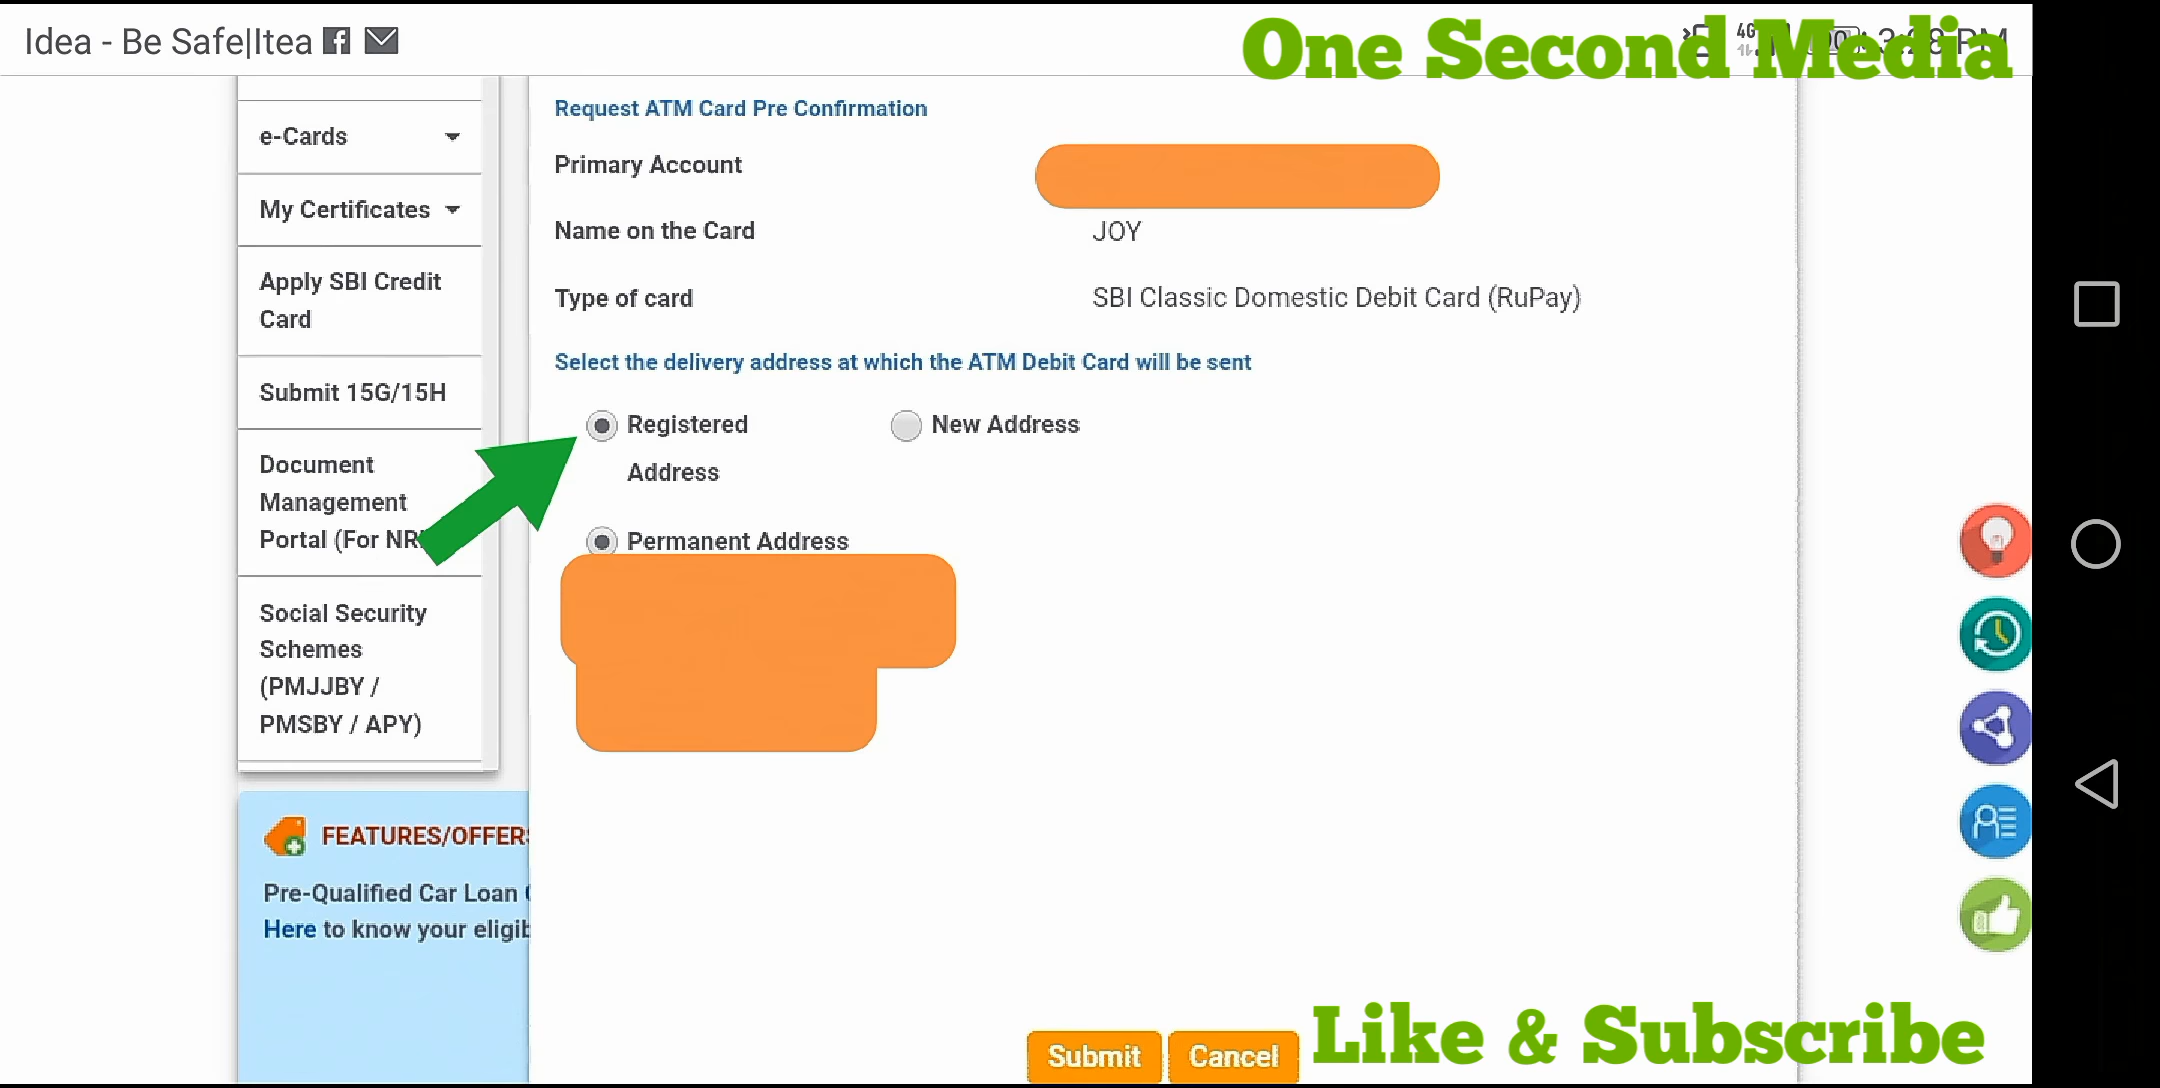 Idea - Be Safe|Itea
One Second Media
4G
e-Cards
My Certificates
Apply SBI Credit
Card
Submit 15G/15H
Document
Management
Portal (For NR
Social Security
Schemes
(PMJJBY /
PMSBY / APY)
FEATURES/OFFERS
Pre-Qualified Car Loan
Here to know your eligib
Request ATM Card Pre Confirmation
Primary Account
Name on the Card JOY
Type of card SBI Classic Domestic Debit Card (RuPay)
Select the delivery address at which the ATM Debit Card will be sent
Registered New Address
Address
Permanent Address
Submit Cancel
Like & Subscribe